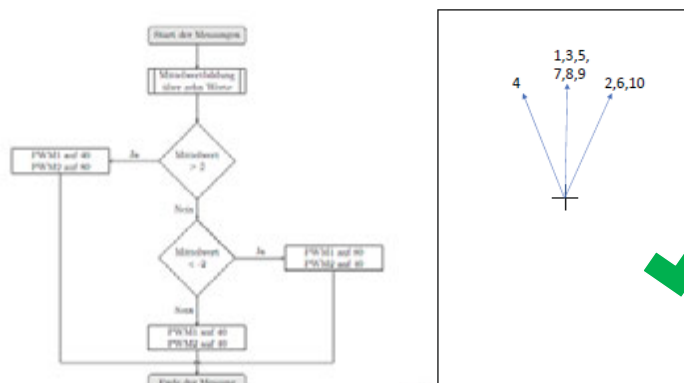 Start der Messungen
Mittelwertbildung
über zehn Werte
Mittelwert
> 2
Ja
PWM1 auf 40
PWM2 auf 80
Nein
Mittelwert
< -2
Ja
PWM1 auf 80
PWM2 auf 40
Nein
PWM1 auf 40
PWM2 auf 40
Ende der Messung
4
1,3,5,
7,8,9
2,6,10